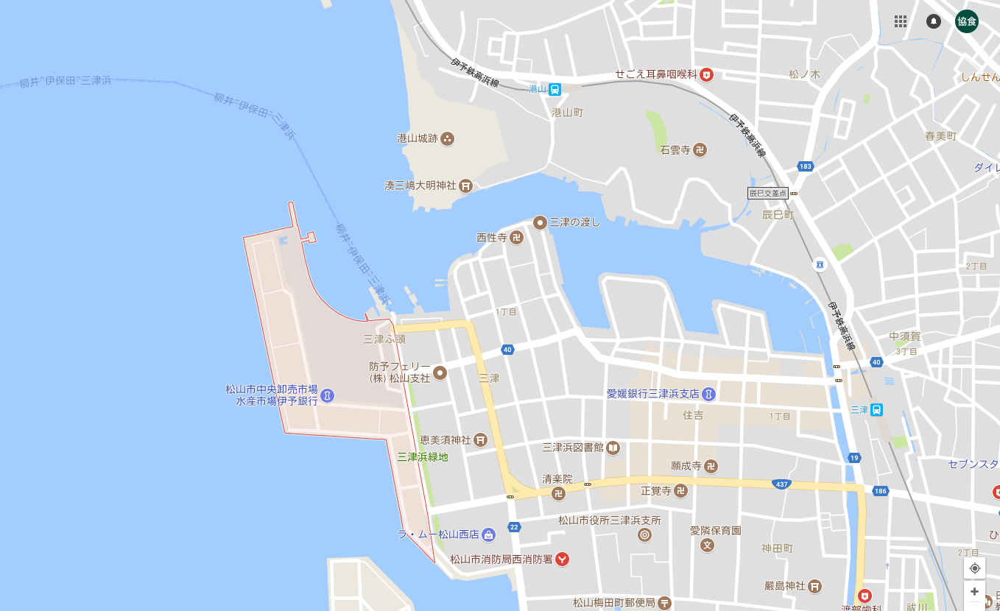 協食
伊予鉄高浜線
せごえ耳鼻咽喉科
松ノ木
しんせん
柳井~伊保田~三津浜
港山
柳井~伊保田~三津浜
港山町
伊予鉄高浜線
港山城跡
春美町
石雲寺
183
ダイレ
湊三嶋大明神社
辰巳交差点
辰巳町
三津の渡し
西性寺
柳井~伊保田~三津浜
2丁目
1丁目
伊予鉄高浜線
三津ふ頭
中須賀
3丁目
40
40
防予フェリー
(株) 松山支社
三津
松山市中央卸売市場
水産市場伊予銀行
愛媛銀行三津浜支店
三津
住吉
1丁目
恵美須神社
三津浜図書館
三津浜緑地
19
願成寺
セブンスタ
清楽院
437
正覚寺
186
松山市役所三津浜支所
22
愛隣保育園
文
ラ・ムー松山西店
ひ
神田町
2丁目
松山市消防局西消防署
嚴島神社
松山梅田町郵便局
渡部歯科
祓川